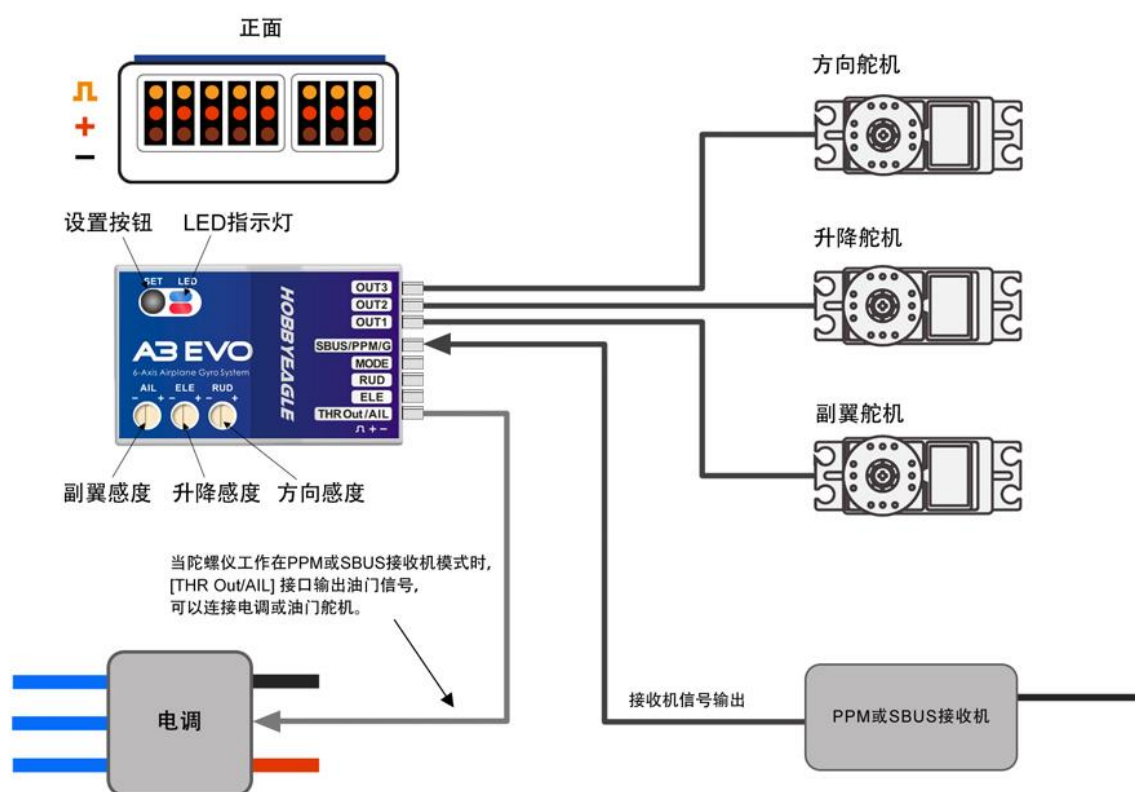 正面
方向舵机
+
−
设置按钮
LED指示灯
升降舵机
SET LED
OUT3
OUT2
OUT1
SBUS/PPM/G
MODE
RUD
ELE
THR Out/AIL
+ −
HOBBYEAGLE
A3 EVO
6-Axis Airplane Gyro System
AIL ELE RUD
− + − + − +
副翼舵机
副翼感度
升降感度
方向感度
当陀螺仪工作在PPM或SBUS接收机模式时,
[THR Out/AIL] 接口输出油门信号,
可以连接电调或油门舵机。
电调
接收机信号输出
PPM或SBUS接收机